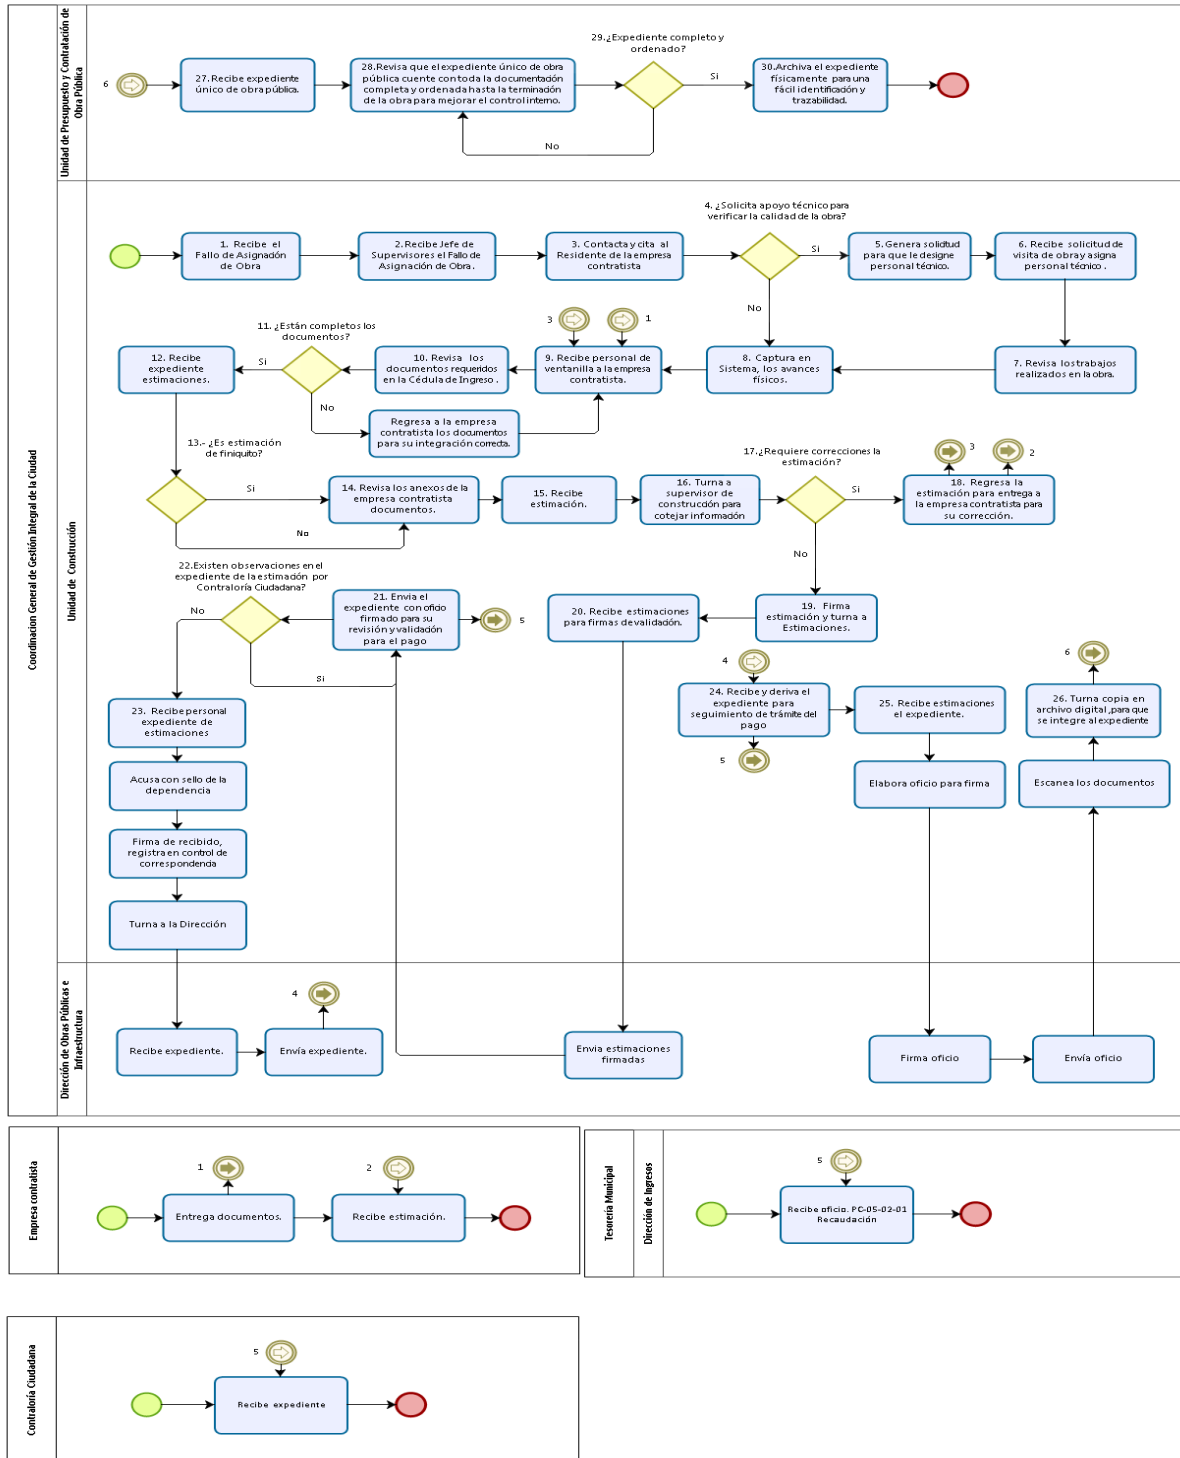 Coordinacion General de Gestión Integral de la Ciudad
Unidad de Presupuesto y Contratación de
Obra Pública
6
27. Recibe expediente
único de obra pública.
28.Revisa que el expediente único de obra
pública cuente con toda la documentación
completa y ordenada hasta la terminación
de la obra para mejorar el control interno.
29.¿Expediente completo y
ordenado?
Si
No
30.Archiva el expediente
físicamente para una
fácil identificación y
trazabilidad.
Unidad de Construcción
1. Recibe el
Fallo de Asignación
de Obra
2.Recibe Jefe de
Supervisores el Fallo de
Asignación de Obra.
3. Contacta y cita al
Residente de la empresa
contratista
4. ¿Solicita apoyo técnico para
verificar la calidad de la obra?
Si
No
5. Genera solicitud
para que le designe
personal técnico.
6. Recibe solicitud de
visita de obra y asigna
personal técnico .
7. Revisa los trabajos
realizados en la obra.
8. Captura en
Sistema, los avances
físicos.
3
1
9. Recibe personal de
ventanilla a la empresa
contratista.
10. Revisa los
documentos requeridos
en la Cédula de Ingreso .
11. ¿Están completos los
documentos?
Si
No
Regresa a la empresa
contratista los documentos
para su integración correcta.
12. Recibe
expediente
estimaciones.
13.- ¿Es estimación
de finiquito?
Si
No
14. Revisa los anexos de la
empresa contratista
documentos.
15. Recibe
estimación.
16. Turna a
supervisor de
construcción para
cotejar información
17.¿Requiere correcciones la
estimación?
Si
No
3
2
18. Regresa la
estimación para entrega a
la empresa contratista para
su corrección.
19. Firma
estimación y turna a
Estimaciones.
20. Recibe estimaciones
para firmas de validación.
21. Envia el
expediente con oficio
firmado para su
revisión y validación
para el pago
5
22.Existen observaciones en el
expediente de la estimación por
Contraloría Ciudadana?
No
Si
23. Recibe personal
expediente de
estimaciones
Acusa con sello de la
dependencia
Firma de recibido,
registra en control de
correspondencia
Turna a la Dirección
4
24. Recibe y deriva el
expediente para
seguimiento de trámite del
pago
5
25. Recibe estimaciones
el expediente.
Elabora oficio para firma
6
26. Turna copia en
archivo digital ,para que
se integre al expediente
Escanea los documentos
Dirección de Obras Públicas e
Infraestructura
Recibe expediente.
4
Envía expediente.
Envia estimaciones
firmadas
Firma oficio
Envía oficio
Empresa contratista
1
Entrega documentos.
2
Recibe estimación.
Tesorería Municipal
Dirección de Ingresos
5
Recibe oficio. PC-05-02-01
Recaudación
Contraloría Ciudadana
5
Recibe expediente